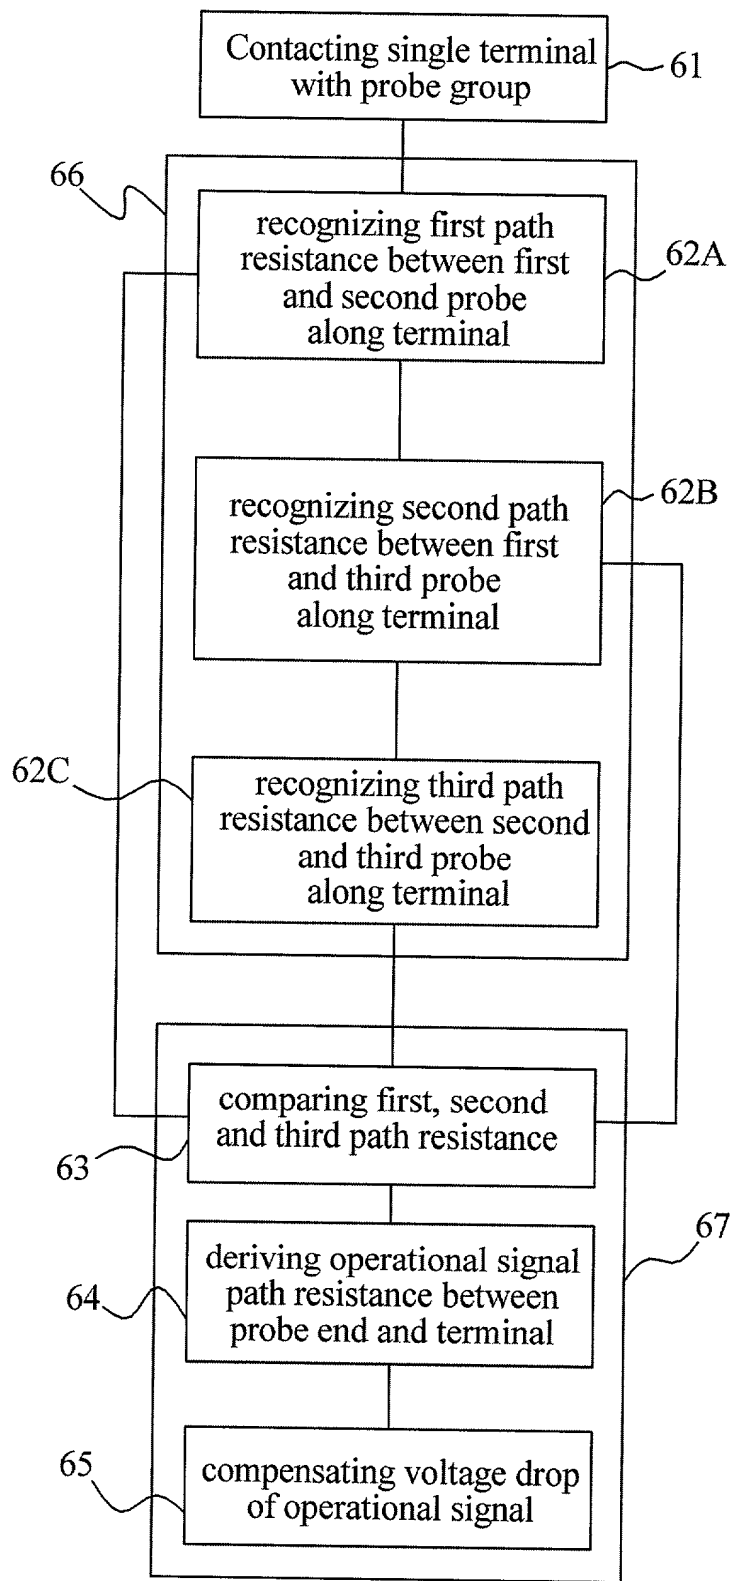 Contacting single terminal
with probe group
61
66
recognizing first path
resistance between first
and second probe
along terminal
62A
recognizing second path
resistance between first
and third probe
along terminal
62B
62C
recognizing third path
resistance between second
and third probe
along terminal
comparing first, second
and third path resistance
63
67
deriving operational signal
path resistance between
probe end and terminal
64
65
compensating voltage drop
of operational signal